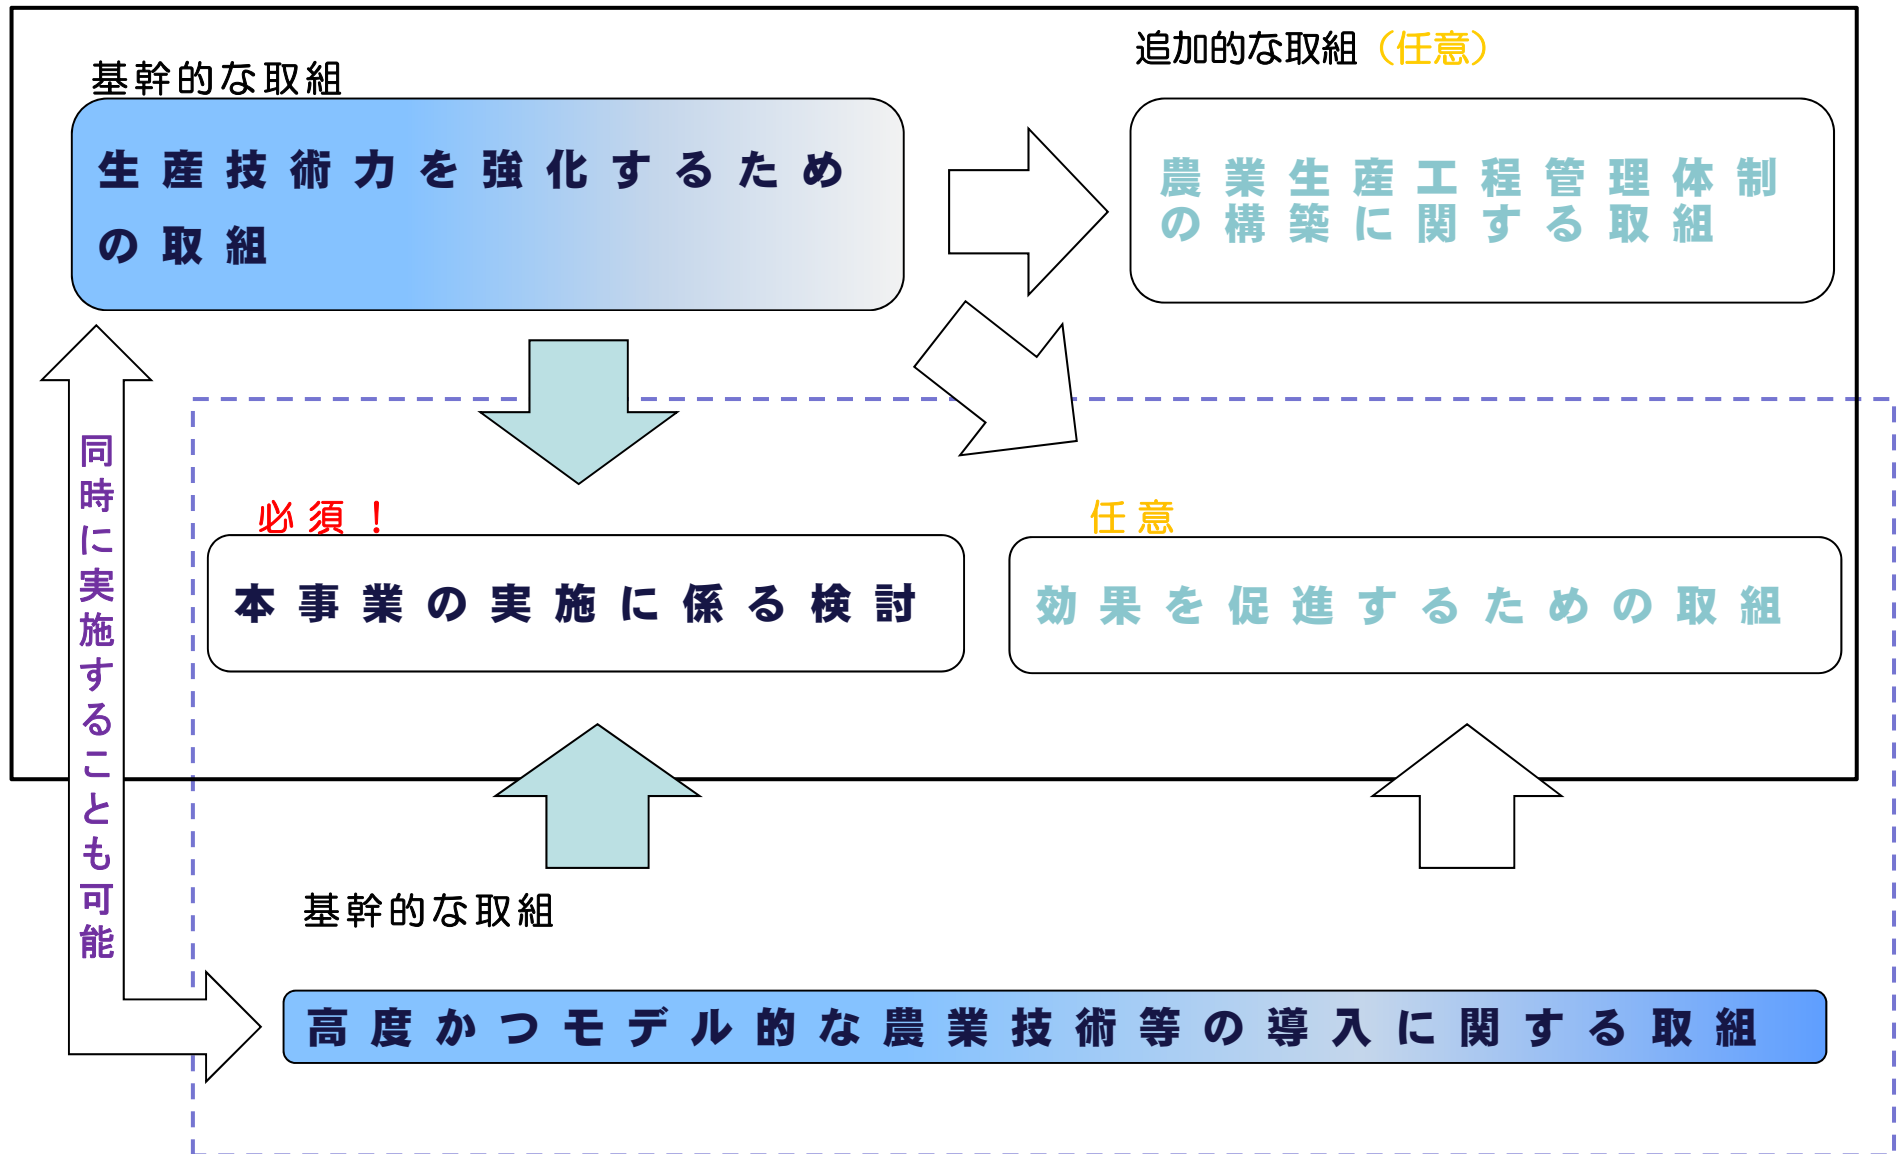 基幹的な取組
追加的な取組（任意）
生産技術力を強化するため
の取組
農業生産工程管理体制
の構築に関する取組
同時に実施することも可能
必須！
本事業の実施に係る検討
任意
効果を促進するための取組
基幹的な取組
高度かつモデル的な農業技術等の導入に関する取組